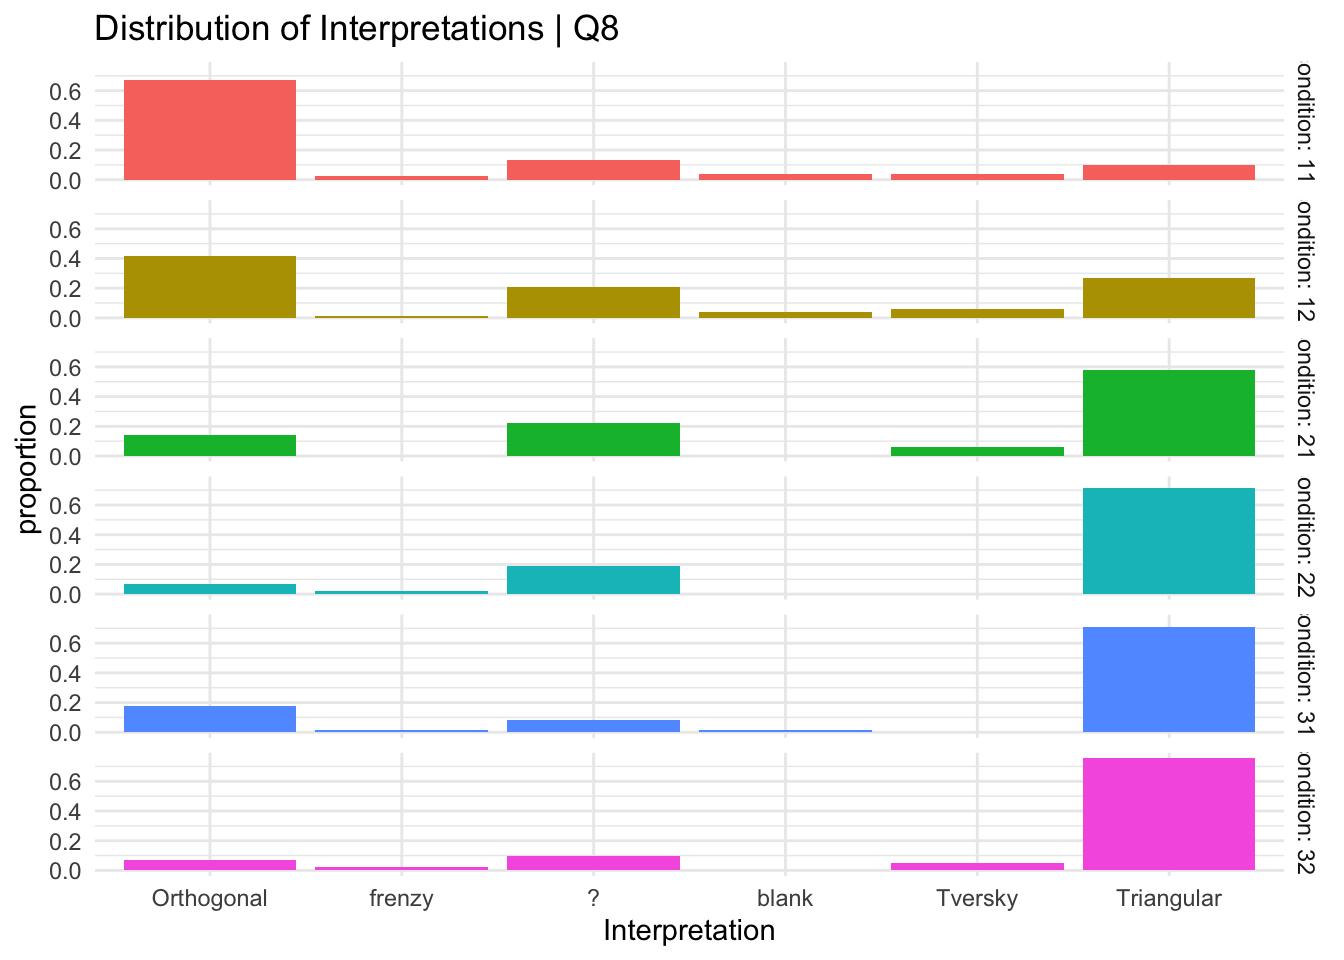 Distribution of Interpretations | Q8
0.6
0.4
0.2
0.0
ondition: 11
0.6
0.4
0.2
0.0
ondition: 12
proportion
0.6
0.4
0.2
0.0
ondition: 21
0.6
0.4
0.2
0.0
ondition: 22
0.6
0.4
0.2
0.0
ondition: 31
0.6
0.4
0.2
0.0
ondition: 32
Orthogonal frenzy ? blank Tversky Triangular
Interpretation